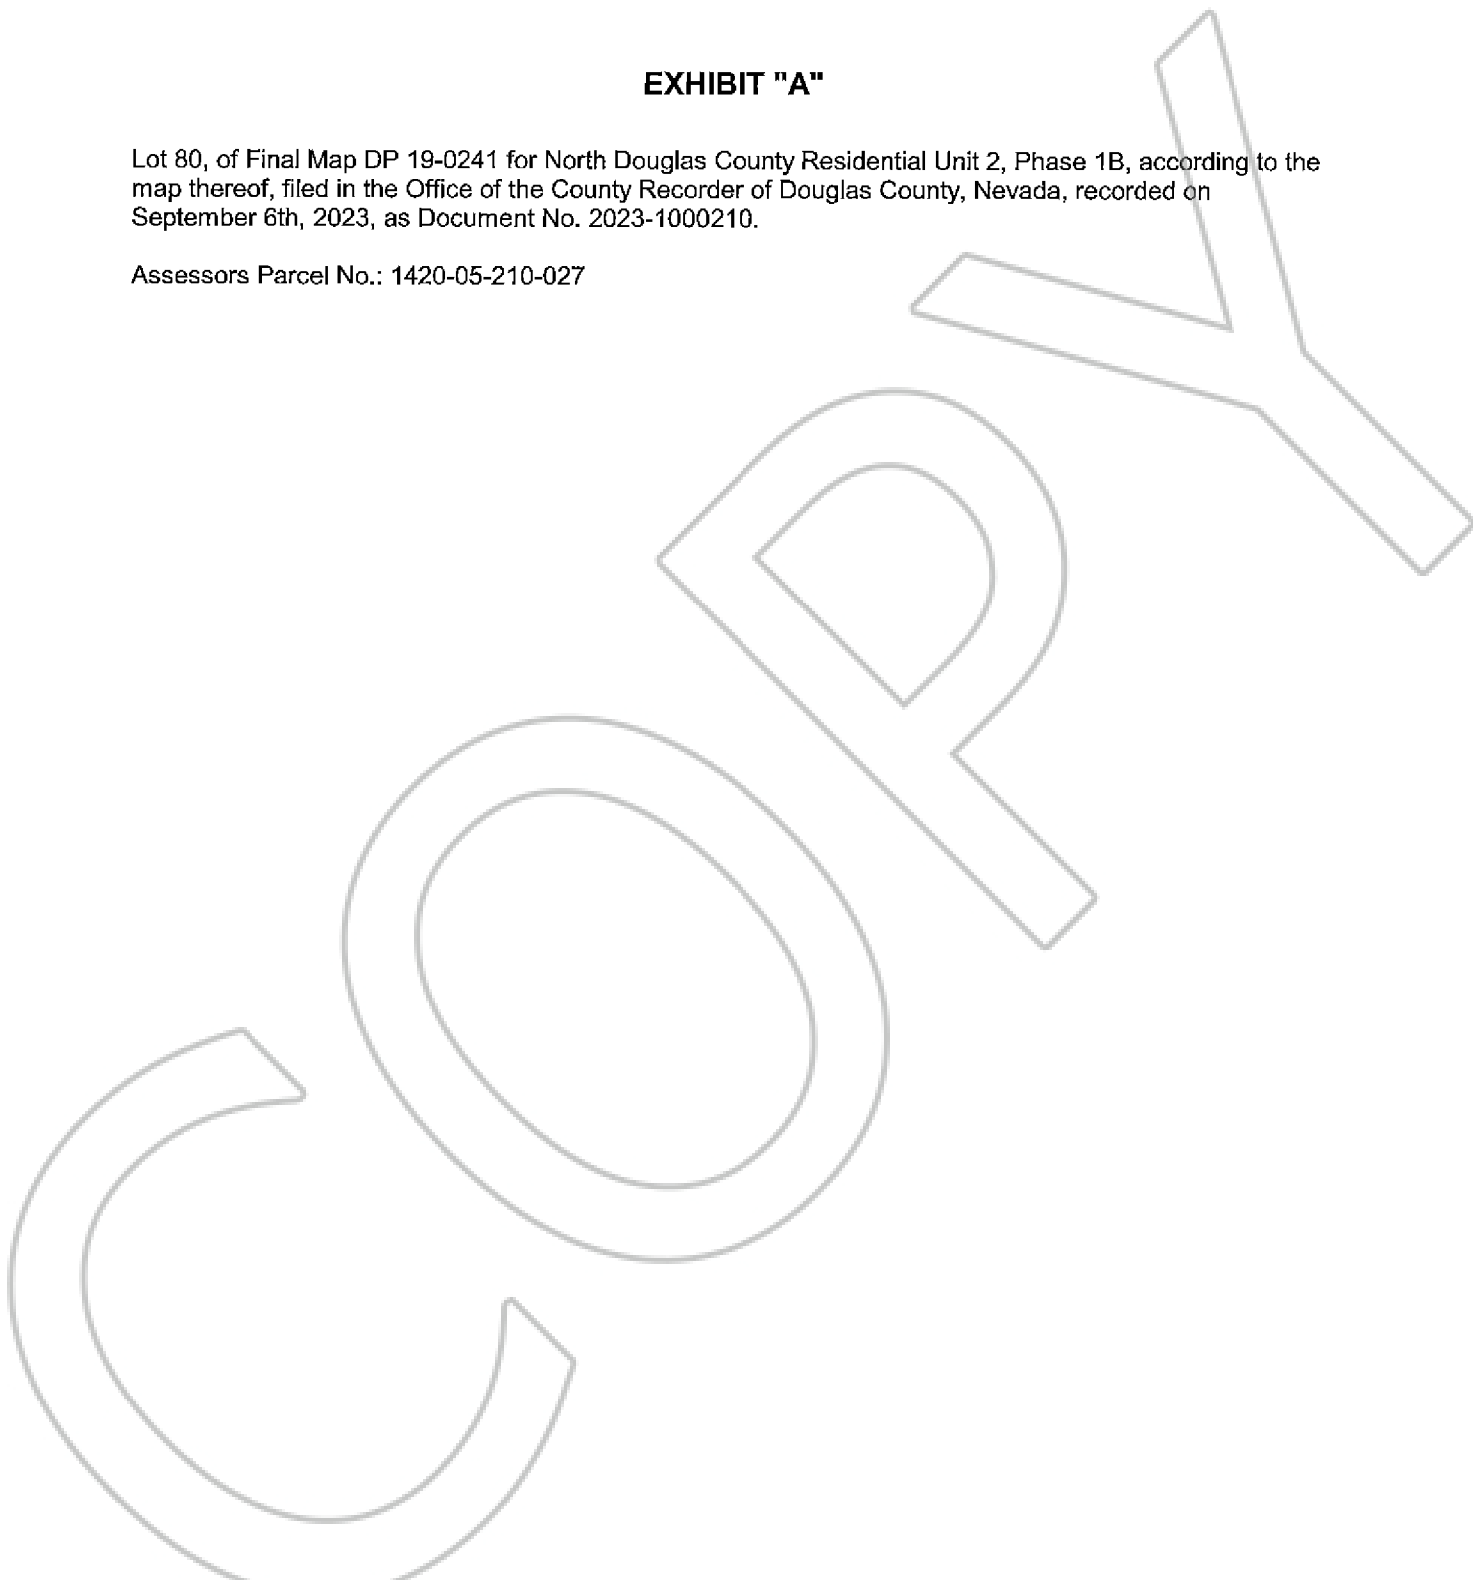 EXHIBIT "A"
Lot 80, of Final Map DP 19-0241 for North Douglas County Residential Unit 2, Phase 1B, according to the
map thereof, filed in the Office of the County Recorder of Douglas County, Nevada, recorded on
September 6th, 2023, as Document No. 2023-1000210.
Assessors Parcel No.: 1420-05-210-027
COPY